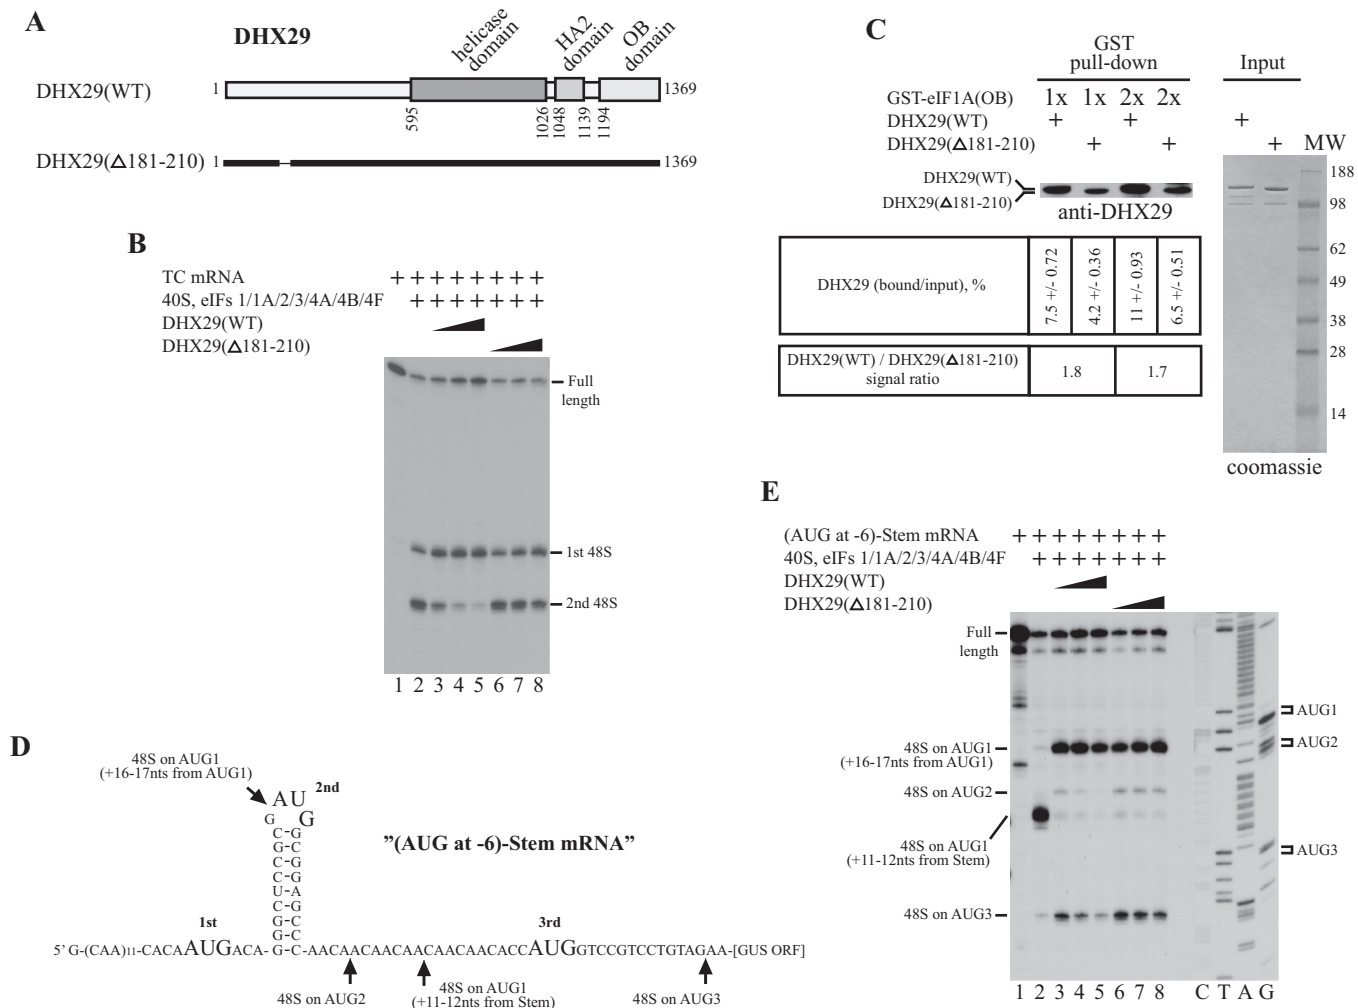 A
DHX29
helicase domain
HA2 domain
OB domain
DHX29(WT)
1
1369
595
1026
1048
1139
1194
DHX29(Δ181-210)
1
1369
B
TC mRNA
+ + + + + + + +
40S, eIFs 1/1A/2/3/4A/4B/4F
+ + + + + + +
DHX29(WT)
DHX29(Δ181-210)
Full length
1st 48S
2nd 48S
1 2 3 4 5 6 7 8
C
GST pull-down
Input
GST-eIF1A(OB)
1x 1x 2x 2x
DHX29(WT)
+ + +
DHX29(Δ181-210)
+ + +
MW
DHX29(WT)
DHX29(Δ181-210)
anti-DHX29
188
98
62
49
38
28
14
DHX29 (bound/input), %
7.5 +/- 0.72
4.2 +/- 0.36
11 +/- 0.93
6.5 +/- 0.51
DHX29(WT) / DHX29(Δ181-210) signal ratio
1.8
1.7
coomassie
D
48S on AUG1
(+16-17nts from AUG1)
AUG
2nd
G
C-G
G-C
C-G
C-G
U-A
C-G
G-C
G-C
G-C
"(AUG at -6)-Stem mRNA"
1st
3rd
5' G-(CAA)11-CACAAUGACA-G-C-AACAACAACAACAACAACACCAUGGTCCGTCCTGTAGAA-[GUS ORF]
48S on AUG2
48S on AUG1
(+11-12nts from Stem)
48S on AUG3
E
(AUG at -6)-Stem mRNA
+ + + + + + + +
40S, eIFs 1/1A/2/3/4A/4B/4F
+ + + + + + +
DHX29(WT)
DHX29(Δ181-210)
Full length
48S on AUG1
(+16-17nts from AUG1)
48S on AUG2
48S on AUG1
(+11-12nts from Stem)
48S on AUG3
AUG1
AUG2
AUG3
1 2 3 4 5 6 7 8 C T A G